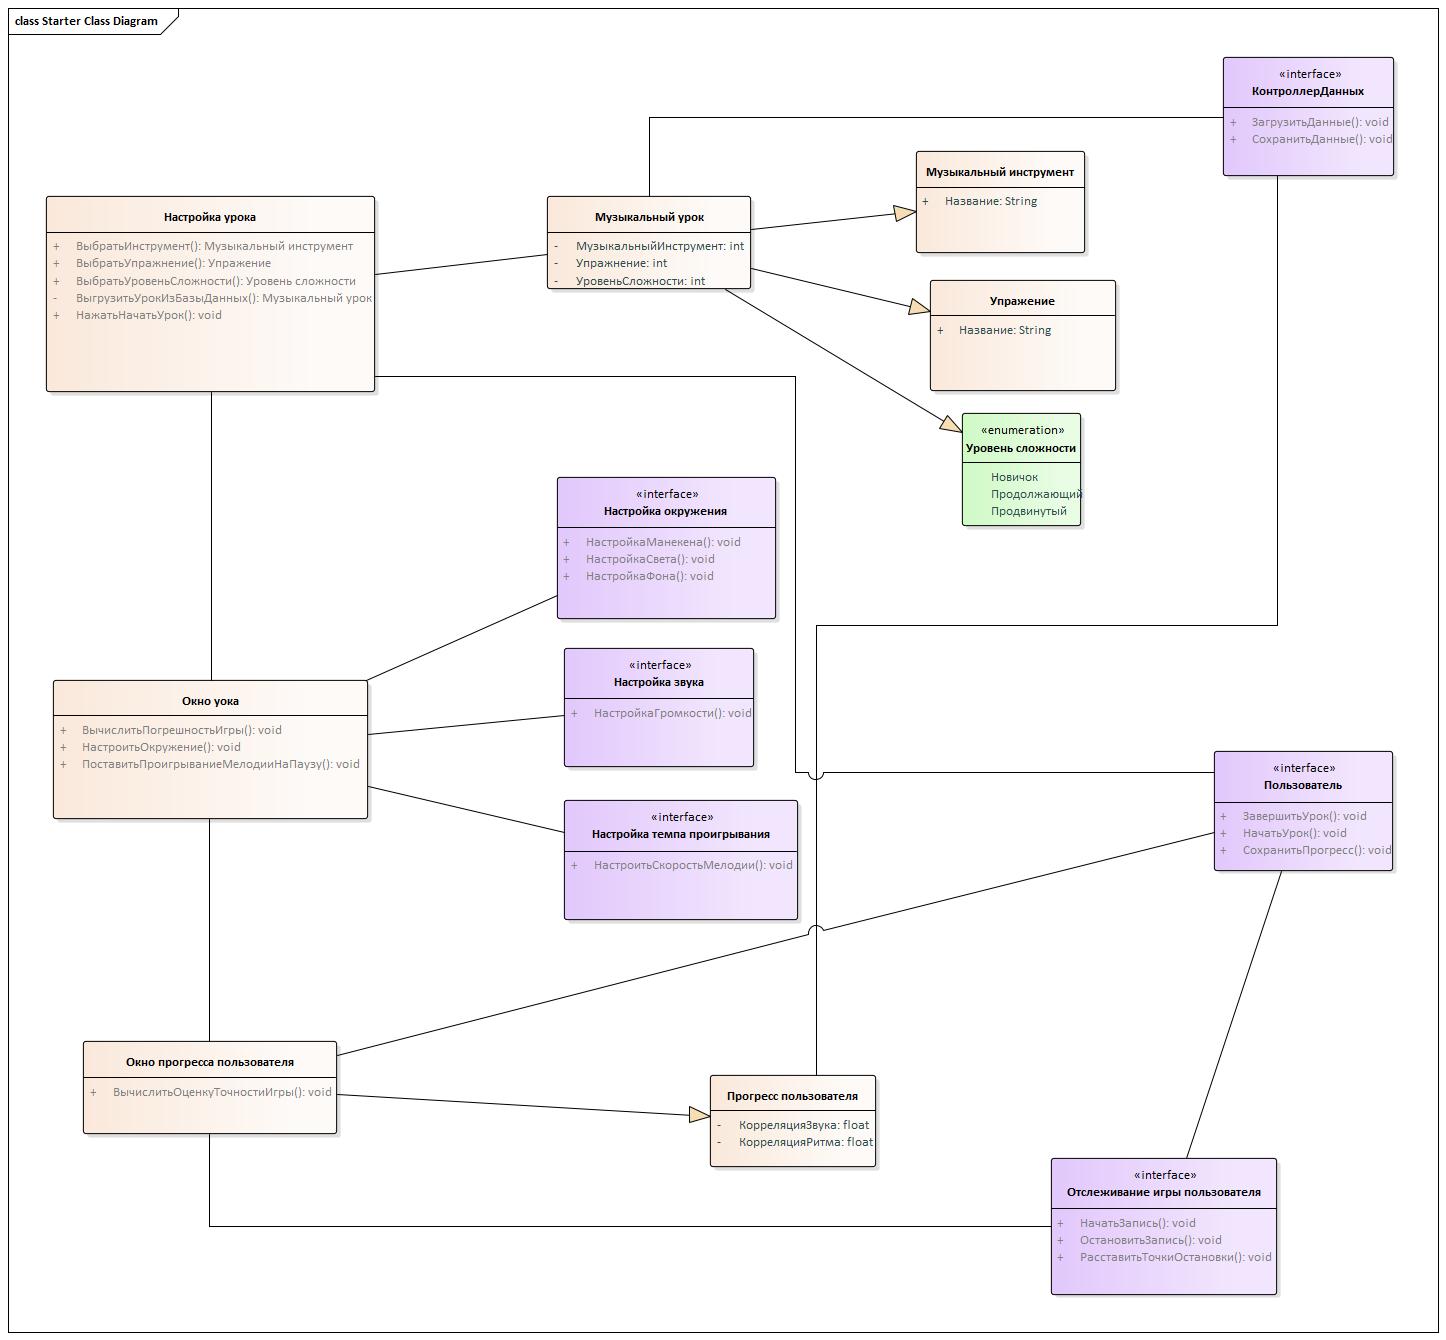 class Starter Class Diagram
«interface»
КонтроллерДанных
+ ЗагрузитьДанные(): void
+ СохранитьДанные(): void
Музыкальный инструмент
+ Название: String
Настройка урока
+ ВыбратьИнструмент(): Музыкальный инструмент
+ ВыбратьУпражнение(): Упражение
+ ВыбратьУровеньСложности(): Уровень сложности
- ВыгрузитьУрокИзБазыДанных(): Музыкальный урок
+ НажатьНачатьУрок(): void
Музыкальный урок
- МузыкальныйИнструмент: int
- Упражнение: int
- УровеньСложности: int
Упражение
+ Название: String
«enumeration»
Уровень сложности
Новичок
Продолжающий
Продвинутый
«interface»
Настройка окружения
+ НастройкаМанекена(): void
+ НастройкаСвета(): void
+ НастройкаФона(): void
«interface»
Настройка звука
+ НастройкаГромкости(): void
Окно уока
+ ВычислитьПогрешностьИгры(): void
+ НастроитьОкружение(): void
+ ПоставитьПроигрываниеМелодииНаПаузу(): void
«interface»
Настройка темпа проигрывания
+ НастроитьСкоростьМелодии(): void
«interface»
Пользователь
+ ЗавершитьУрок(): void
+ НачатьУрок(): void
+ СохранитьПрогресс(): void
Окно прогресса пользователя
+ ВычислитьОценкуТочностиИгры(): void
Прогресс пользователя
- КорреляцияЗвука: float
- КорреляцияРитма: float
«interface»
Отслеживание игры пользователя
+ НачатьЗапись(): void
+ ОстановитьЗапись(): void
+ РасставитьТочкиОстановки(): void